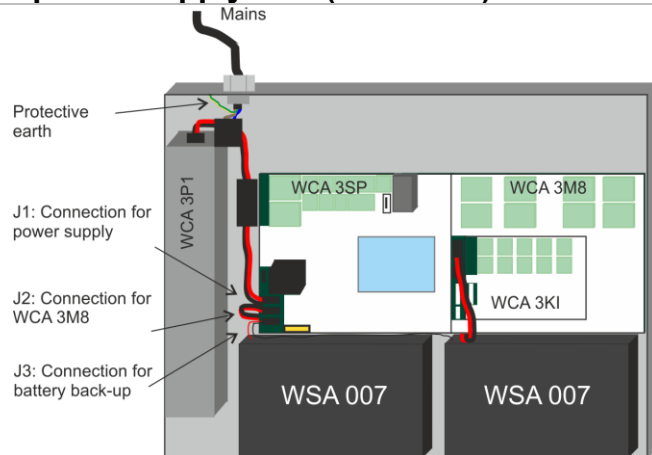 Mains
Protective
earth
WCA 3P1
WCA 3SP
WCA 3M8
J1: Connection for
power supply
J2: Connection for
WCA 3M8
WCA 3KI
J3: Connection for
battery back-up
WSA 007
WSA 007